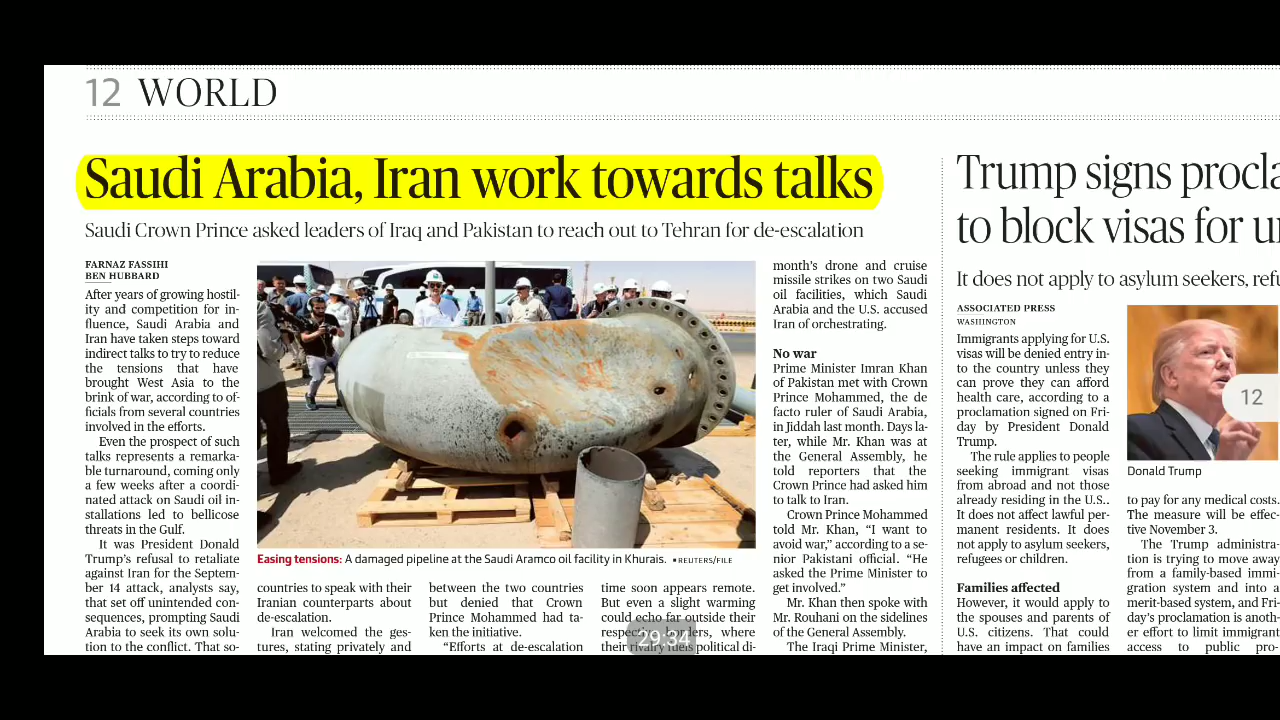 12 WORLD
Saudi Arabia, Iran work towards talks
Saudi Crown Prince asked leaders of Iraq and Pakistan to reach out to Tehran for de-escalation
FARNAZ FASSIHI
BEN HUBBARD
After years of growing hostil-
ity and competition for in-
fluence, Saudi Arabia and
Iran have taken steps toward
indirect talks to try to reduce
the tensions that have
brought West Asia to the
brink of war, according to of-
ficials from several countries
involved in the efforts.
Even the prospect of such
talks represents a remarka-
ble turnaround, coming only
a few weeks after a coordi-
nated attack on Saudi oil in-
stallations led to bellicose
threats in the Gulf.
It was President Donald
Trump's refusal to retaliate
against Iran for the Septem-
ber 14 attack, analysts say,
that set off unintended con-
sequences, prompting Saudi
Arabia to seek its own solu-
tion to the conflict. That so-
Easing tensions: A damaged pipeline at the Saudi Aramco oil facility in Khurais. ▪REUTERS/FILE
countries to speak with their
Iranian counterparts about
de-escalation.
Iran welcomed the ges-
tures, stating privately and
between the two countries
but denied that Crown
Prince Mohammed had ta-
ken the initiative.
"Efforts at de-escalation
time soon appears remote.
But even a slight warming
could echo far outside their
where
their rivalry fuels political di-
29:34
month's drone and cruise
missile strikes on two Saudi
oil facilities, which Saudi
Arabia and the U.S. accused
Iran of orchestrating.
No war
Prime Minister Imran Khan
of Pakistan met with Crown
Prince Mohammed, the de
facto ruler of Saudi Arabia,
in Jiddah last month. Days la-
ter, while Mr. Khan was at
the General Assembly, he
told reporters that the
Crown Prince had asked him
to talk to Iran.
Crown Prince Mohammed
told Mr. Khan, "I want to
avoid war," according to a se-
nior Pakistani official. "He
asked the Prime Minister to
get involved."
Mr. Khan then spoke with
Mr. Rouhani on the sidelines
of the General Assembly.
The Iraqi Prime Minister,
Trump signs procla
to block visas for u
It does not apply to asylum seekers, refu
ASSOCIATED PRESS
WASHINGTON
Immigrants applying for U.S.
visas will be denied entry in-
to the country unless they
can prove they can afford
health care, according to a
proclamation signed on Fri-
day by President Donald
Trump.
The rule applies to people
seeking immigrant visas
from abroad and not those
already residing in the U.S..
It does not affect lawful per-
manent residents. It does
not apply to asylum seekers,
refugees or children.
Families affected
However, it would apply to
the spouses and parents of
U.S. citizens. That could
have an impact on families
12
Donald Trump
to pay for any medical costs.
The measure will be effec-
tive November 3.
The Trump administra-
tion is trying to move away
from a family-based immi-
gration system and into a
merit-based system, and Fri-
day's proclamation is anoth-
er effort to limit immigrant
access to public pro-